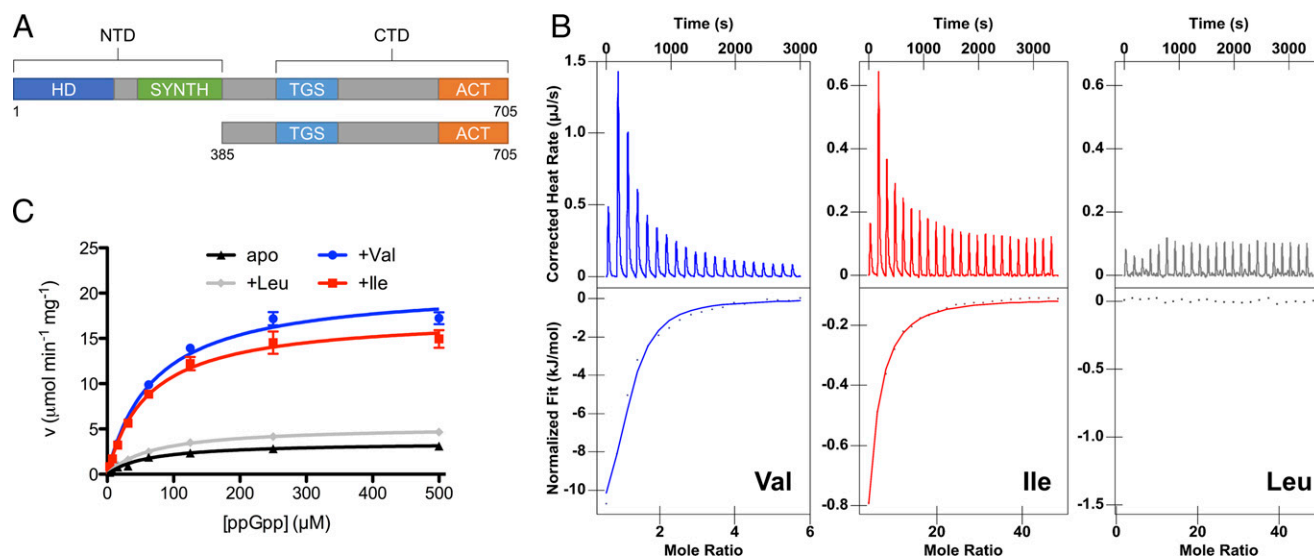 A
NTD
CTD
HD
SYNTH
TGS
ACT
1
705
TGS
ACT
385
705
B
Time (s)
0 1000 2000 3000
Corrected Heat Rate (µJ/s)
1.5
1.0
0.5
0
Normalized Fit (kJ/mol)
0
-2
-4
-6
-8
-10
Val
2 4 6
Mole Ratio
Time (s)
0 1000 2000 3000
0.6
0.4
0.2
0
-0.2
-0.4
-0.6
-0.8
Ile
20 40
Mole Ratio
Time (s)
0 1000 2000 3000
0.6
0.4
0.2
0
0
-0.5
-1.0
-1.5
Leu
0 20 40
Mole Ratio
C
apo
+Val
+Leu
+Ile
v (µmol min⁻¹ mg⁻¹)
25
20
15
10
5
0
0 100 200 300 400 500
[ppGpp] (µM)